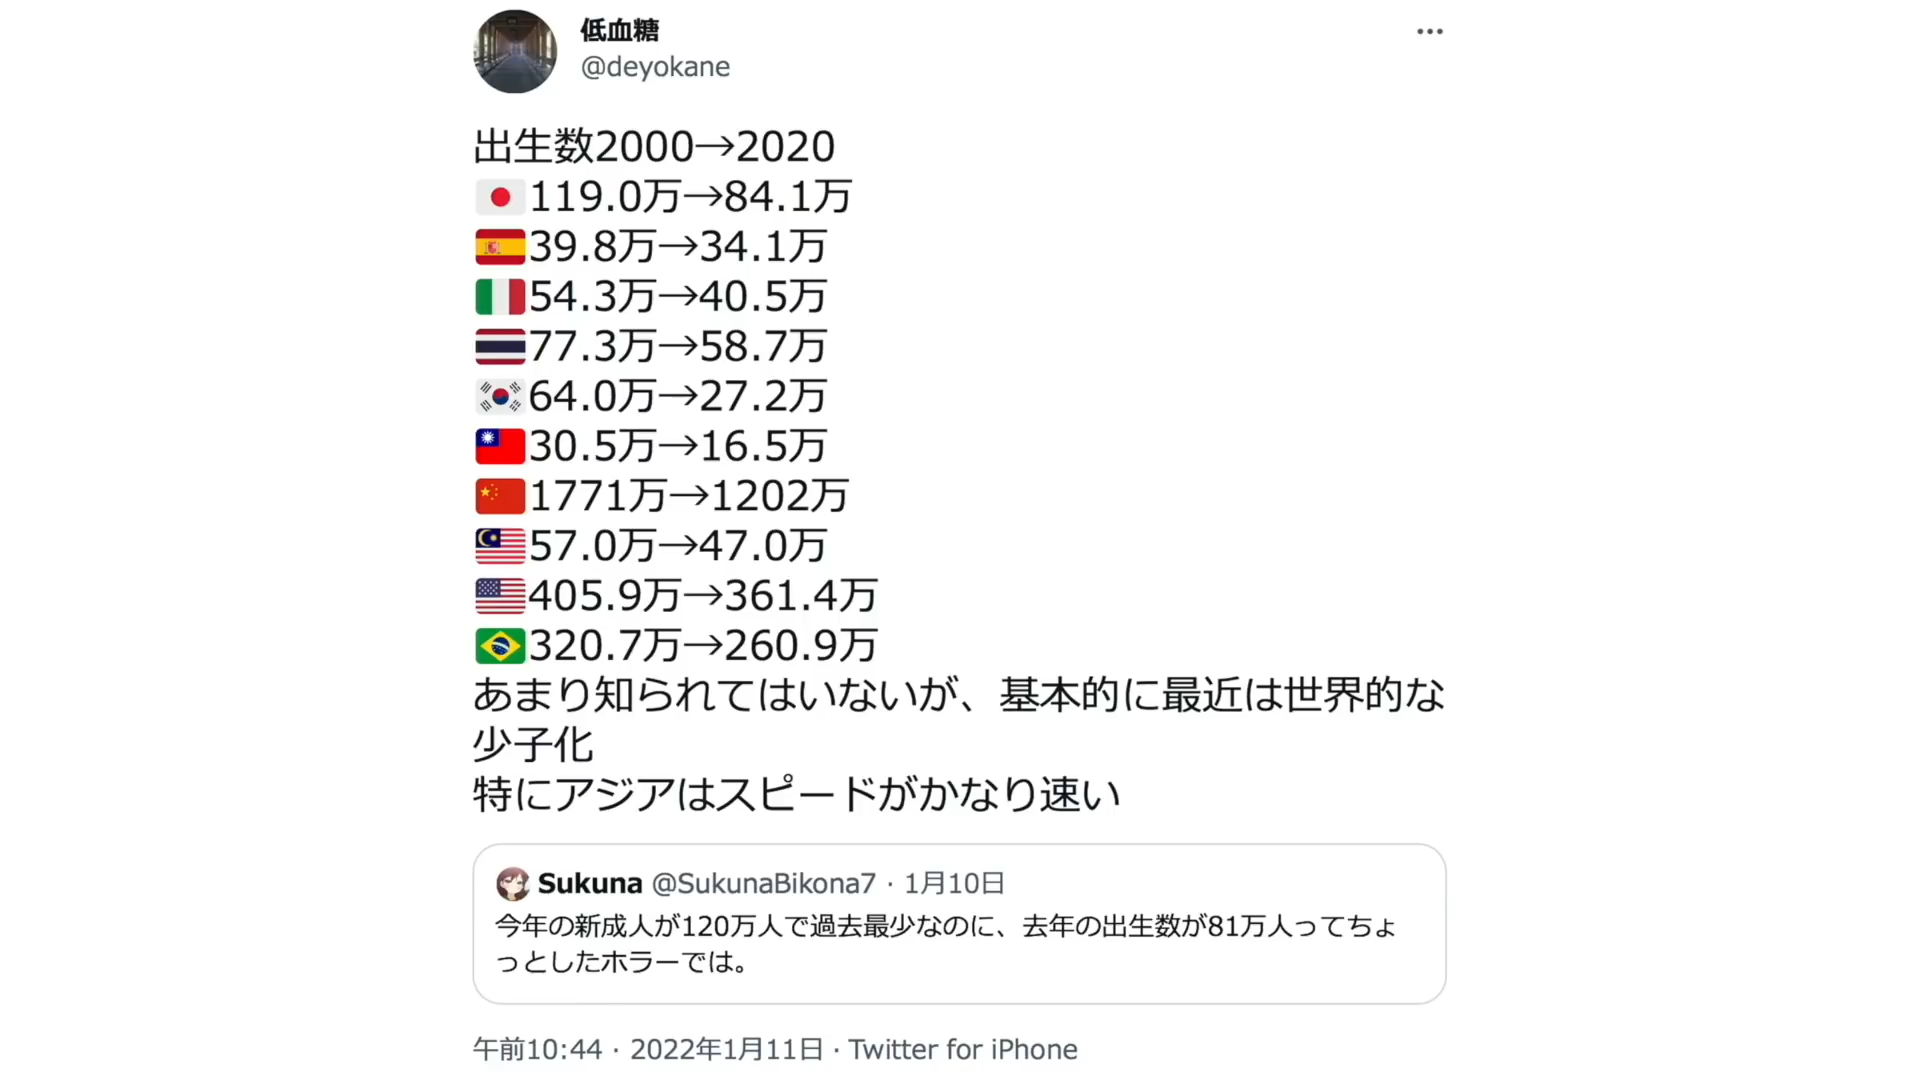 低血糖
@deyokane
出生数2000→2020
🇯🇵119.0万→84.1万
🇪🇸39.8万→34.1万
🇮🇹54.3万→40.5万
🇹🇭77.3万→58.7万
🇰🇷64.0万→27.2万
🇹🇼30.5万→16.5万
🇨🇳1771万→1202万
🇲🇾57.0万→47.0万
🇺🇸405.9万→361.4万
🇧🇷320.7万→260.9万
あまり知られてはいないが、基本的に最近は世界的な
少子化
特にアジアはスピードがかなり速い
Sukuna @SukunaBikona7 · 1月10日
今年の新成人が120万人で過去最少なのに、去年の出生数が81万人ってちょ
っとしたホラーでは。
午前10:44 · 2022年1月11日 · Twitter for iPhone